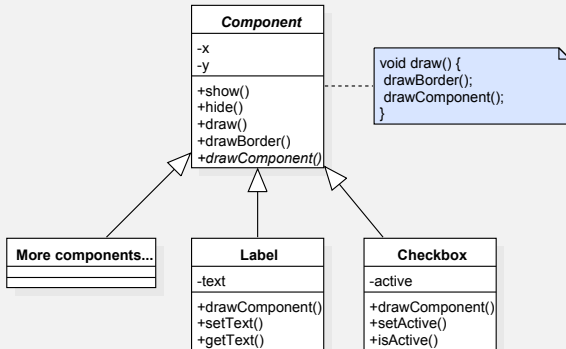 Component
-x
-y
+show()
+hide()
+draw()
+drawBorder()
+drawComponent()
void draw() {
drawBorder();
drawComponent();
}
More components...
Label
-text
+drawComponent()
+setText()
+getText()
Checkbox
-active
+drawComponent()
+setActive()
+isActive()